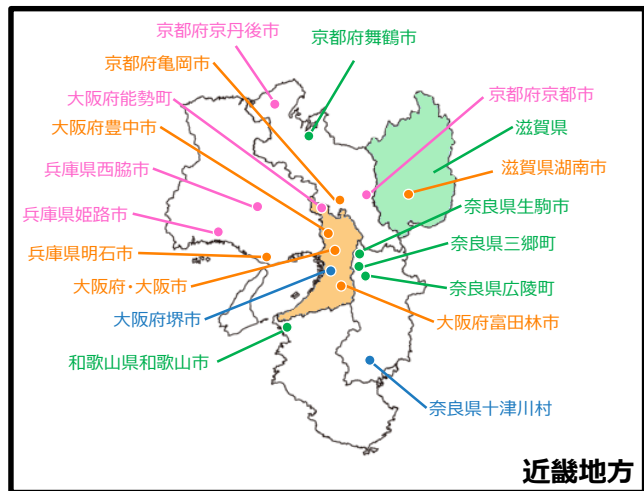 京都府京丹後市
京都府舞鶴市
京都府亀岡市
大阪府能勢町
京都府京都市
大阪府豊中市
滋賀県
兵庫県西脇市
滋賀県湖南市
奈良県生駒市
兵庫県姫路市
奈良県三郷町
兵庫県明石市
大阪府・大阪市
奈良県広陵町
大阪府堺市
大阪府富田林市
和歌山県和歌山市
奈良県十津川村
近畿地方